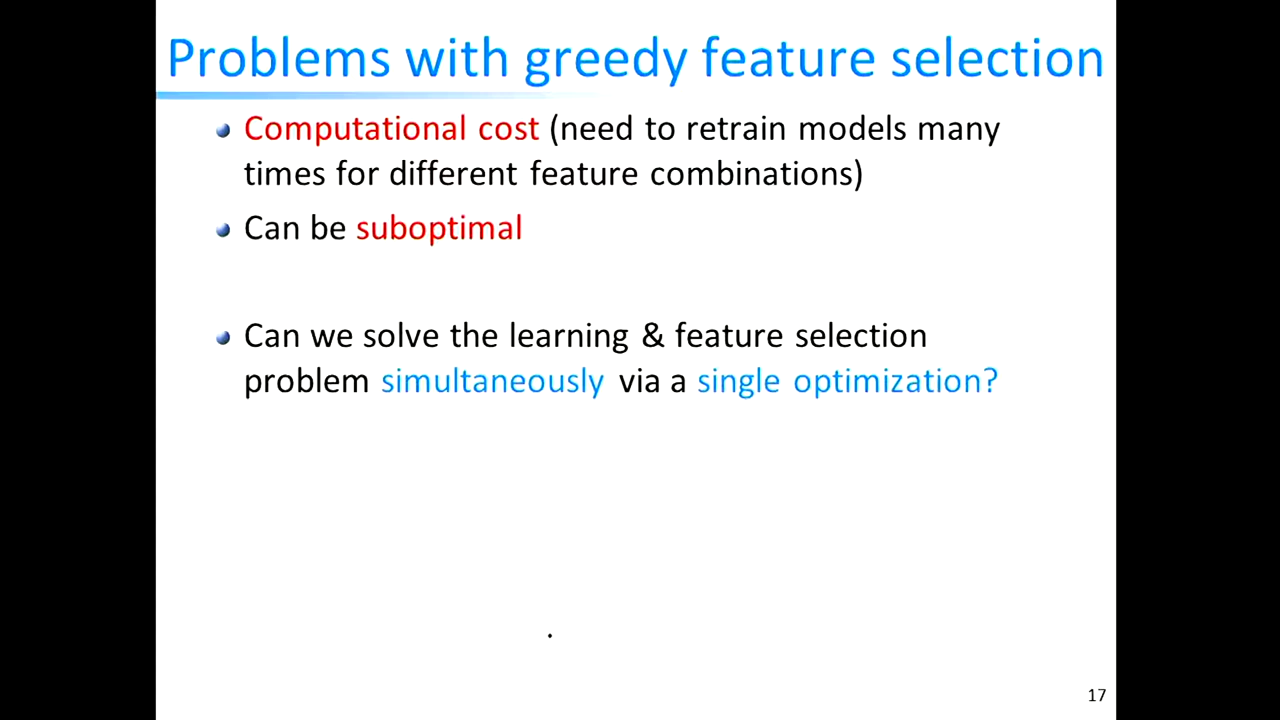 Problems with greedy feature selection
Computational cost (need to retrain models many
times for different feature combinations)
Can be suboptimal
Can we solve the learning & feature selection
problem simultaneously via a single optimization?
17